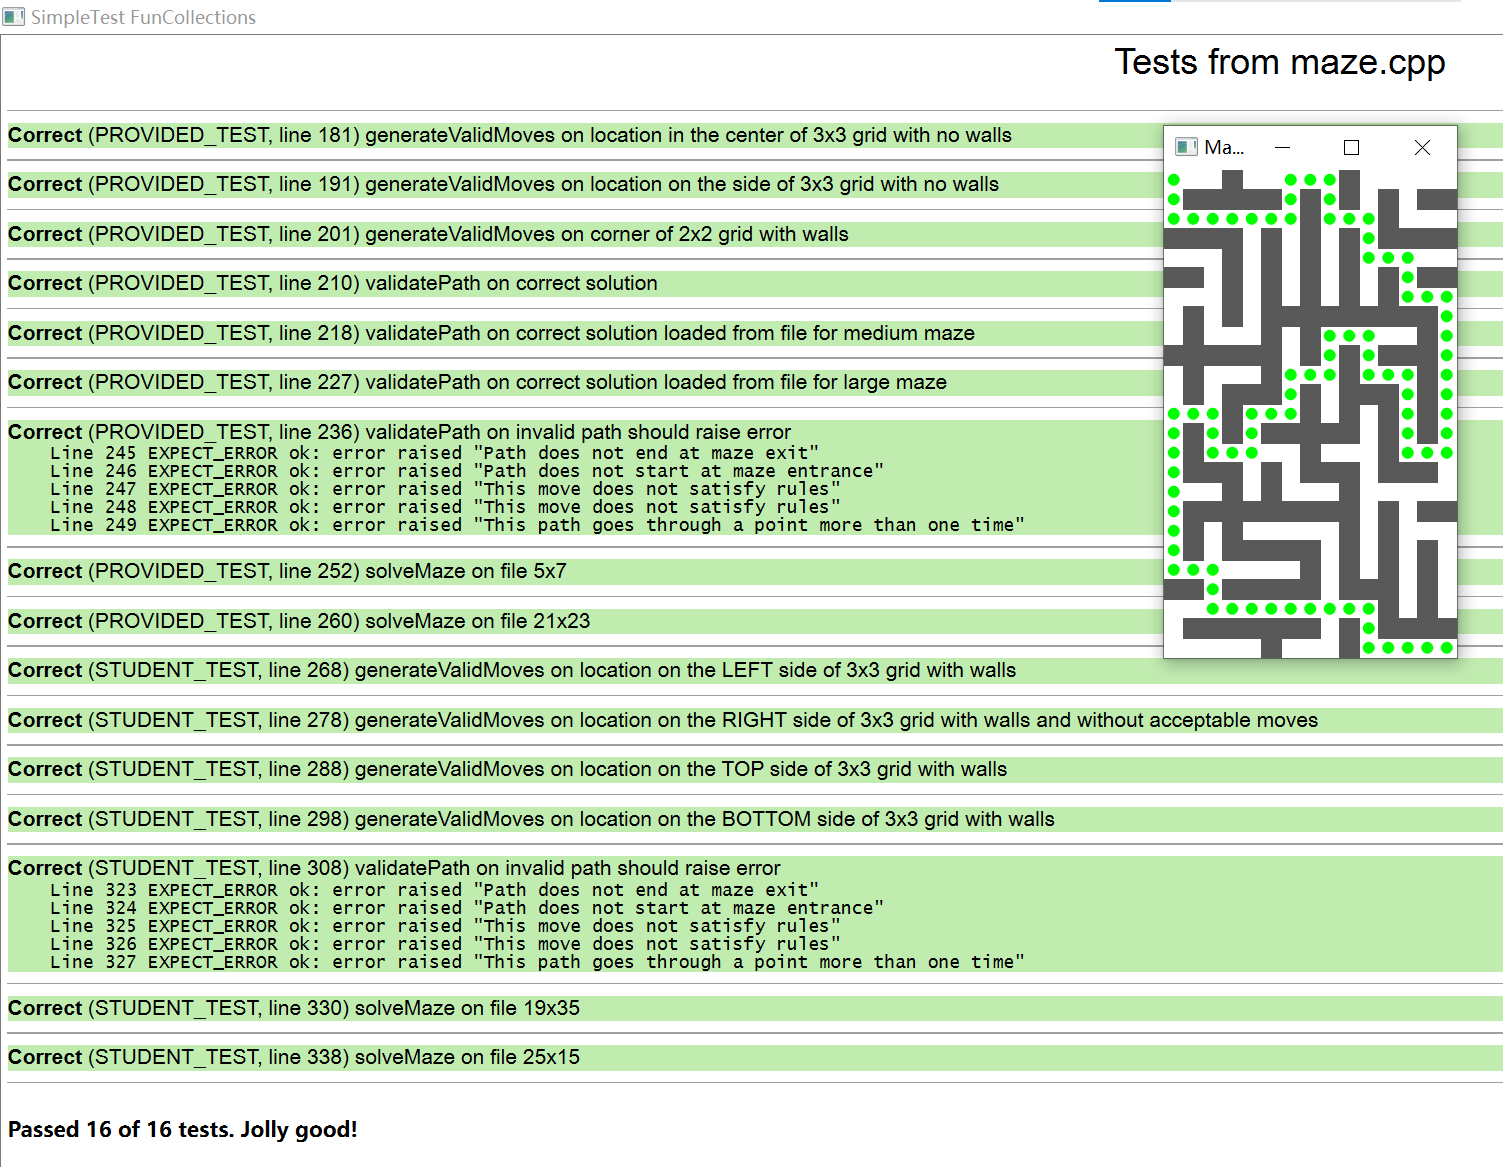 SimpleTest FunCollections
Tests from maze.cpp
Correct (PROVIDED_TEST, line 181) generateValidMoves on location in the center of 3x3 grid with no walls
Ma...
Correct (PROVIDED_TEST, line 191) generateValidMoves on location on the side of 3x3 grid with no walls
Correct (PROVIDED_TEST, line 201) generateValidMoves on corner of 2x2 grid with walls
Correct (PROVIDED_TEST, line 210) validatePath on correct solution
Correct (PROVIDED_TEST, line 218) validatePath on correct solution loaded from file for medium maze
Correct (PROVIDED_TEST, line 227) validatePath on correct solution loaded from file for large maze
Correct (PROVIDED_TEST, line 236) validatePath on invalid path should raise error
Line 245 EXPECT_ERROR ok: error raised "Path does not end at maze exit"
Line 246 EXPECT_ERROR ok: error raised "Path does not start at maze entrance"
Line 247 EXPECT_ERROR ok: error raised "This move does not satisfy rules"
Line 248 EXPECT_ERROR ok: error raised "This move does not satisfy rules"
Line 249 EXPECT_ERROR ok: error raised "This path goes through a point more than one time"
Correct (PROVIDED_TEST, line 252) solveMaze on file 5x7
Correct (PROVIDED_TEST, line 260) solveMaze on file 21x23
Correct (STUDENT_TEST, line 268) generateValidMoves on location on the LEFT side of 3x3 grid with walls
Correct (STUDENT_TEST, line 278) generateValidMoves on location on the RIGHT side of 3x3 grid with walls and without acceptable moves
Correct (STUDENT_TEST, line 288) generateValidMoves on location on the TOP side of 3x3 grid with walls
Correct (STUDENT_TEST, line 298) generateValidMoves on location on the BOTTOM side of 3x3 grid with walls
Correct (STUDENT_TEST, line 308) validatePath on invalid path should raise error
Line 323 EXPECT_ERROR ok: error raised "Path does not end at maze exit"
Line 324 EXPECT_ERROR ok: error raised "Path does not start at maze entrance"
Line 325 EXPECT_ERROR ok: error raised "This move does not satisfy rules"
Line 326 EXPECT_ERROR ok: error raised "This move does not satisfy rules"
Line 327 EXPECT_ERROR ok: error raised "This path goes through a point more than one time"
Correct (STUDENT_TEST, line 330) solveMaze on file 19x35
Correct (STUDENT_TEST, line 338) solveMaze on file 25x15
Passed 16 of 16 tests. Jolly good!